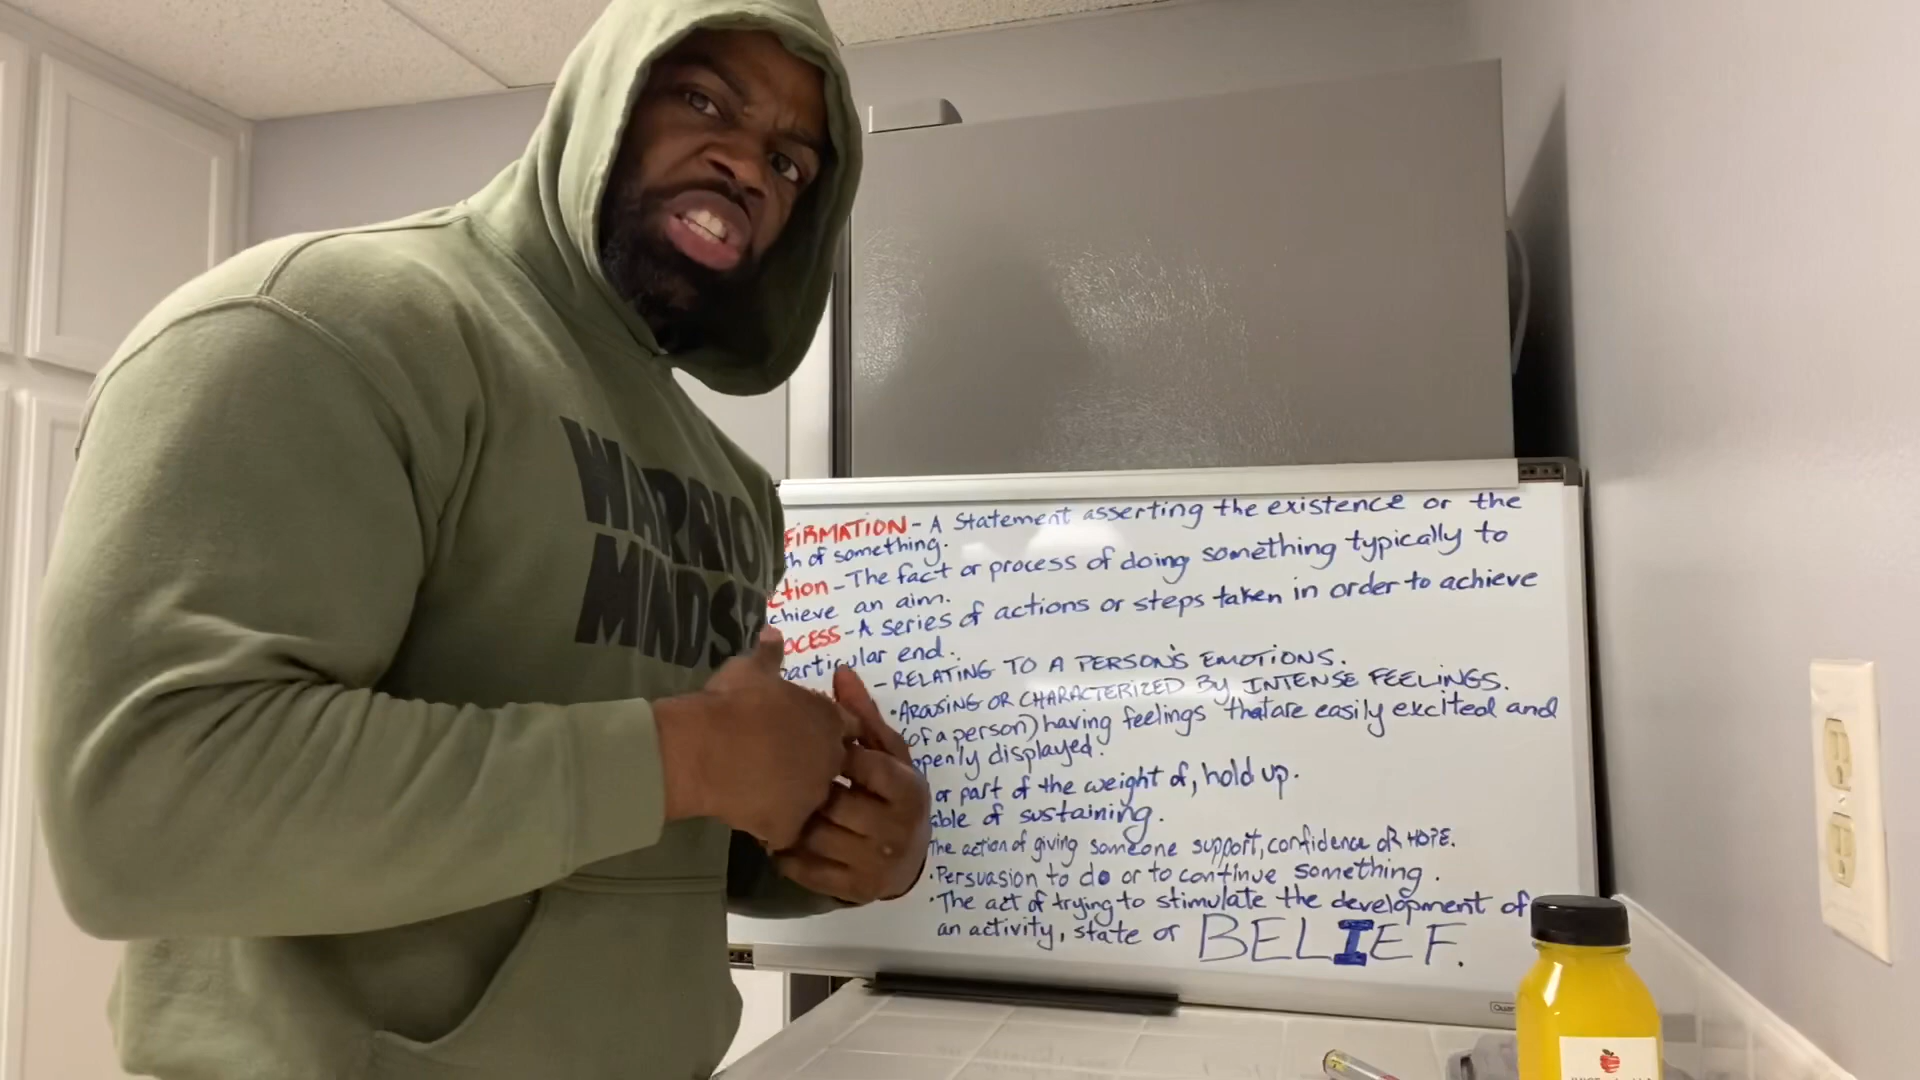 WARRIO
MINDSE
FIRMATION - A Statement asserting the existence or the
th of something.
ction - The fact or process of doing something typically to
chieve an aim.
OCESS - A series of actions or steps taken in order to achieve
particular end.
- RELATING TO A PERSON'S EMOTIONS.
• AROUSING OR CHARACTERIZED BY INTENSE FEELINGS.
(of a person) having feelings that are easily excited and
openly displayed.
or part of the weight of, hold up.
able of sustaining.
The action of giving someone support, confidence OR HOPE.
• Persuasion to do or to continue something.
• The act of trying to stimulate the development of
an activity, state or BELIEF.